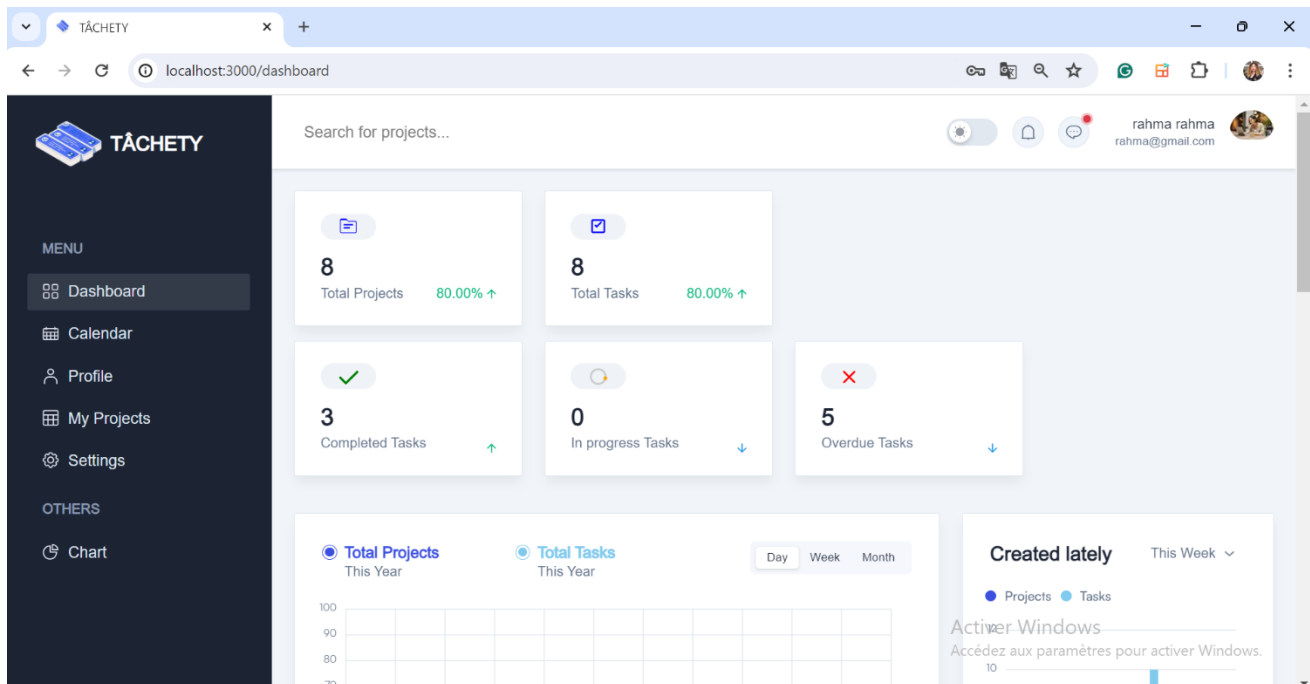 TÂCHETY
localhost:3000/dashboard
TÂCHETY
Search for projects...
rahma rahma
rahma@gmail.com
MENU
Dashboard
Calendar
Profile
My Projects
Settings
OTHERS
Chart
8
Total Projects 80.00%
8
Total Tasks 80.00%
3
Completed Tasks
0
In progress Tasks
5
Overdue Tasks
Total Projects
This Year
Total Tasks
This Year
Day Week Month
100
90
80
70
Created lately This Week
Projects Tasks
12
10
Activer Windows
Accédez aux paramètres pour activer Windows.